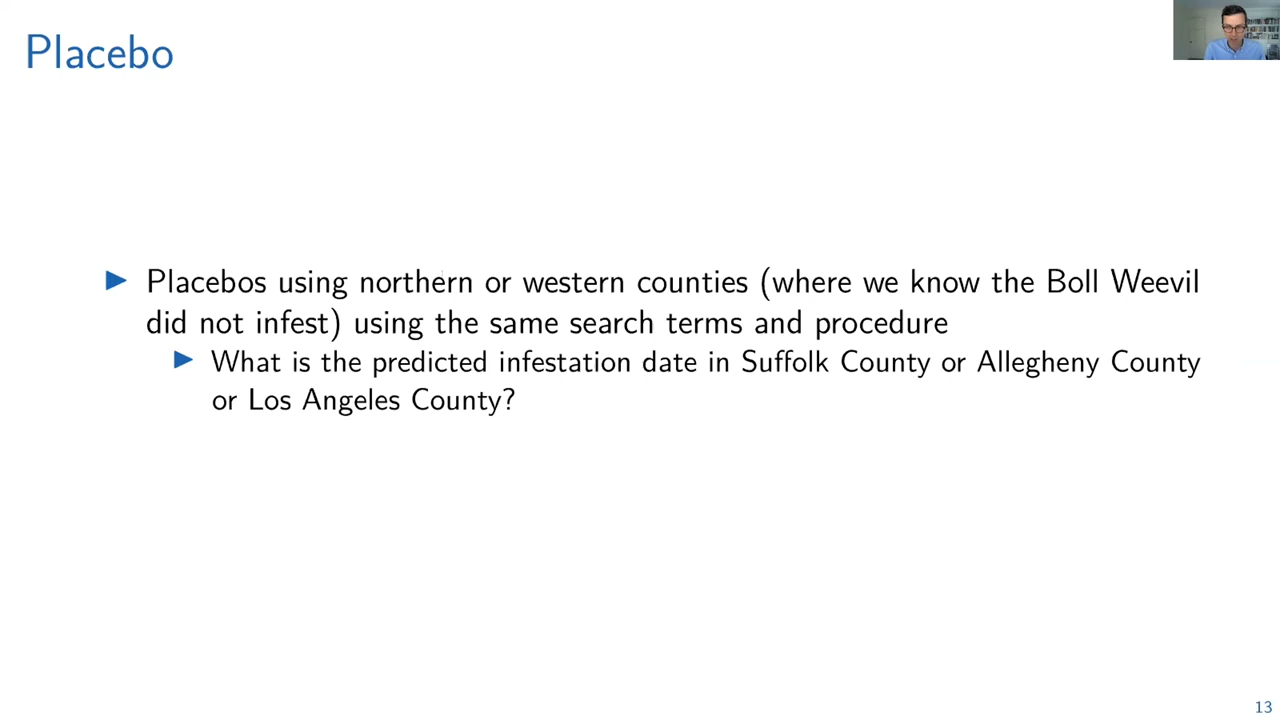 Placebo
▶ Placebos using northern or western counties (where we know the Boll Weevil
did not infest) using the same search terms and procedure
▶ What is the predicted infestation date in Suffolk County or Allegheny County
or Los Angeles County?
13